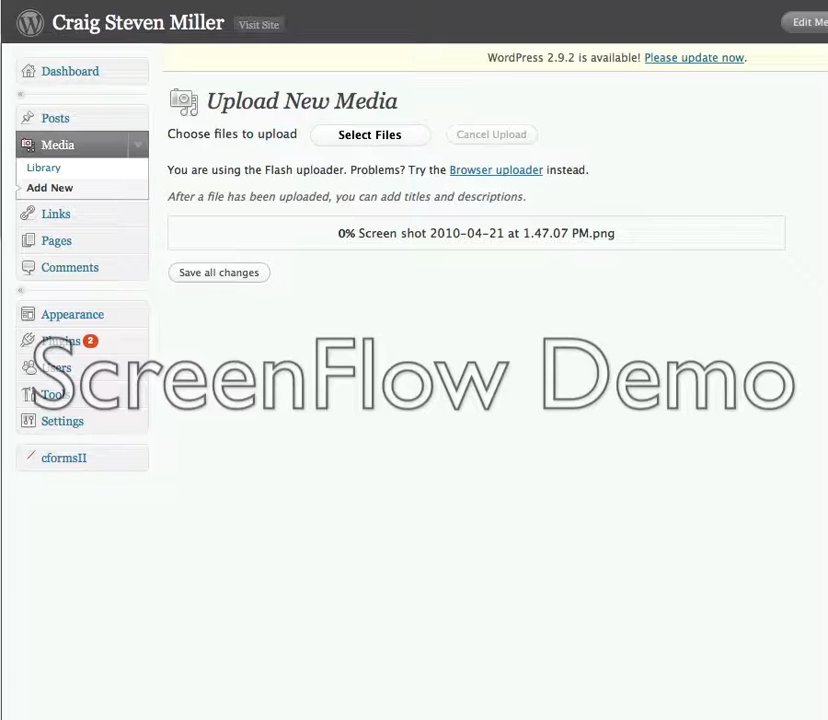 Craig Steven Miller Visit Site Edit Me
WordPress 2.9.2 is available! Please update now.
Dashboard
Posts
Media
Library
Add New
Links
Pages
Comments
Appearance
Plugins 2
Users
Tools
Settings
cformsII
Upload New Media
Choose files to upload Select Files Cancel Upload
You are using the Flash uploader. Problems? Try the Browser uploader instead.
After a file has been uploaded, you can add titles and descriptions.
0% Screen shot 2010-04-21 at 1.47.07 PM.png
Save all changes
ScreenFlow Demo